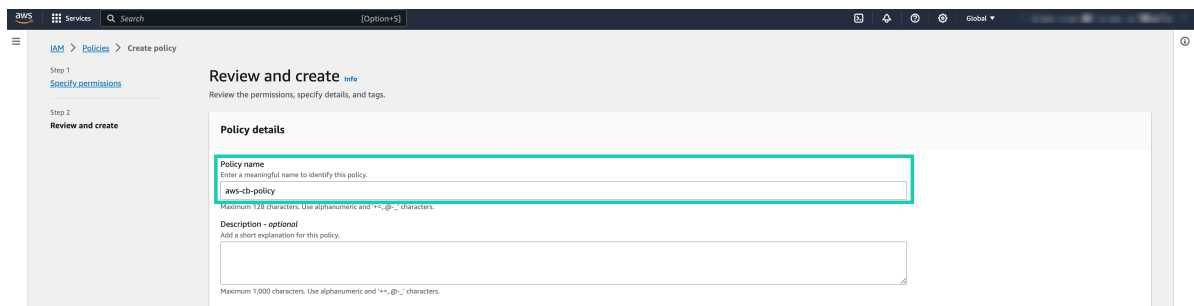 aws
Services
Search
[Option+S]
Global
IAM > Policies > Create policy
Step 1
Specify permissions
Step 2
Review and create
Review and create Info
Review the permissions, specify details, and tags.
Policy details
Policy name
Enter a meaningful name to identify this policy.
aws-cb-policy
Maximum 128 characters. Use alphanumeric and '+=,.@-_' characters.
Description - optional
Add a short explanation for this policy.
Maximum 1,000 characters. Use alphanumeric and '+=,.@-_' characters.